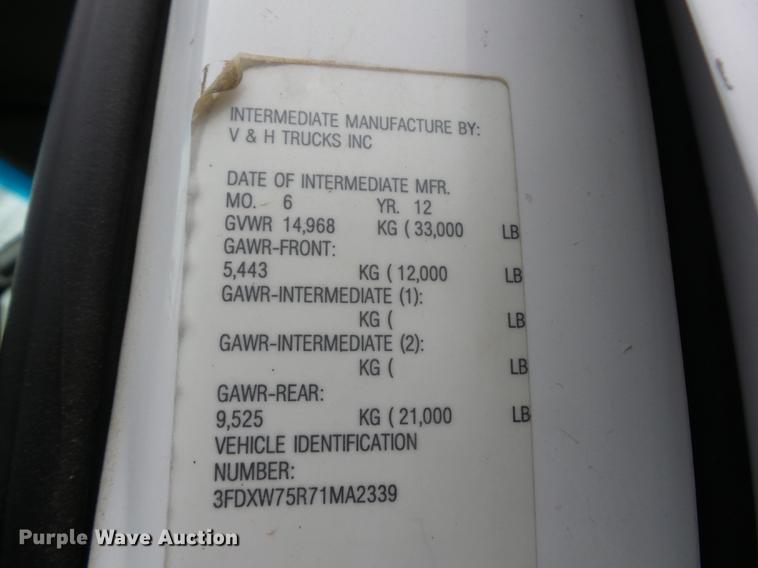 INTERMEDIATE MANUFACTURE BY:
V & H TRUCKS INC
DATE OF INTERMEDIATE MFR.
MO. 6 YR. 12
GVWR 14,968 KG ( 33,000 LB
GAWR-FRONT:
5,443 KG ( 12,000 LB
GAWR-INTERMEDIATE (1):
KG ( LB
GAWR-INTERMEDIATE (2):
KG ( LB
GAWR-REAR:
9,525 KG ( 21,000 LB
VEHICLE IDENTIFICATION
NUMBER:
3FDXW75R71MA2339
Purple Wave Auction